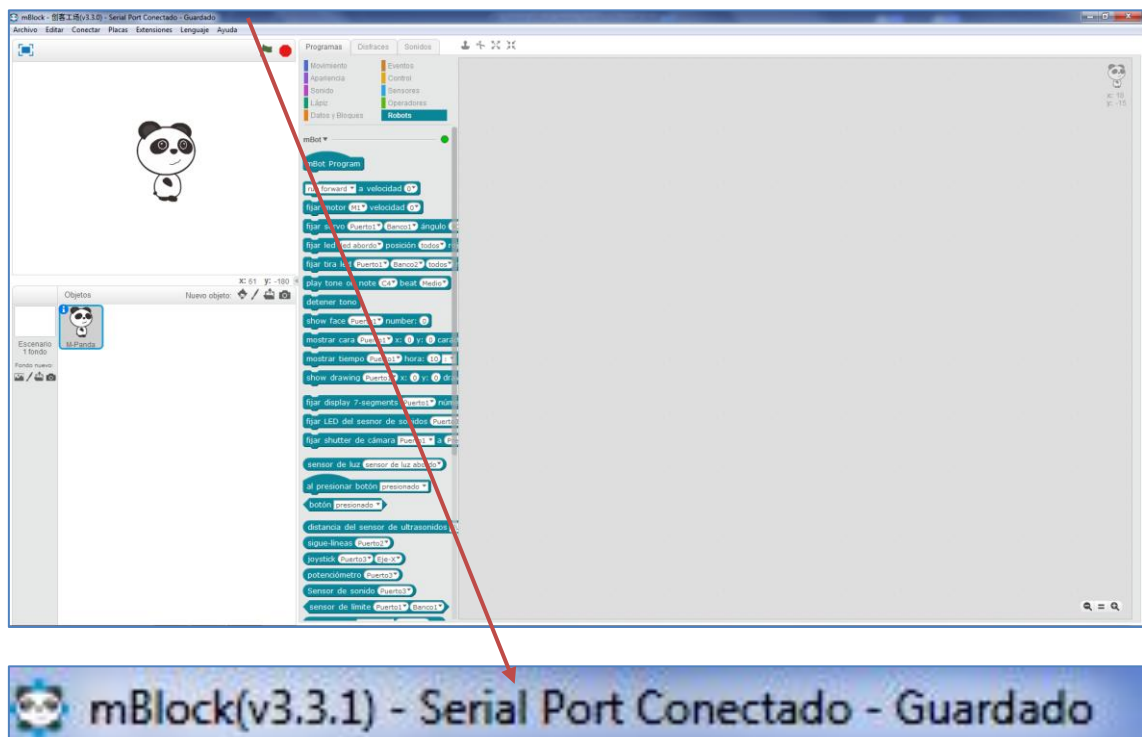 mBlock - 创客工场(v3.3.0) - Serial Port Conectado - Guardado
Archivo Editar Conectar Placas Extensiones Lenguaje Ayuda
Programas Disfraces Sonidos
Movimiento Eventos
Apariencia Control
Sonido Sensores
Lápiz Operadores
Datos y Bloques Robots
x: 18
y: -15
mBot
mBot Program
forward a velocidad 0
fijar motor M1 velocidad 0
fijar servo Puerto1 Banco1 ángulo
fijar led led abordo posición todos
fijar tira led Puerto1 Banco2 todos
play tone on note C4 beat Medio
detener tono
show face Puerto1 number: 0
mostrar cara Puerto1 x: 0 y: 0 cara
mostrar tiempo Puerto1 hora: 10 :
show drawing Puerto1 x: 0 y: 0
fijar display 7-segments Puerto1
fijar LED del sesnor de sonidos
fijar shutter de cámara Puerto1 a
sensor de luz sensor de luz abordo
al presionar botón presionado
botón presionado
distancia del sensor de ultrasonidos
sigue-líneas Puerto2
joystick Puerto3 Eje-X
potenciómetro Puerto3
Sensor de sonido Puerto3
sensor de límite Puerto1 Banco1
X: 61 y: -180
Objetos Nuevo objeto:
Escenario
1 fondo
M-Panda
Fondo nuevo:
mBlock(v3.3.1) - Serial Port Conectado - Guardado